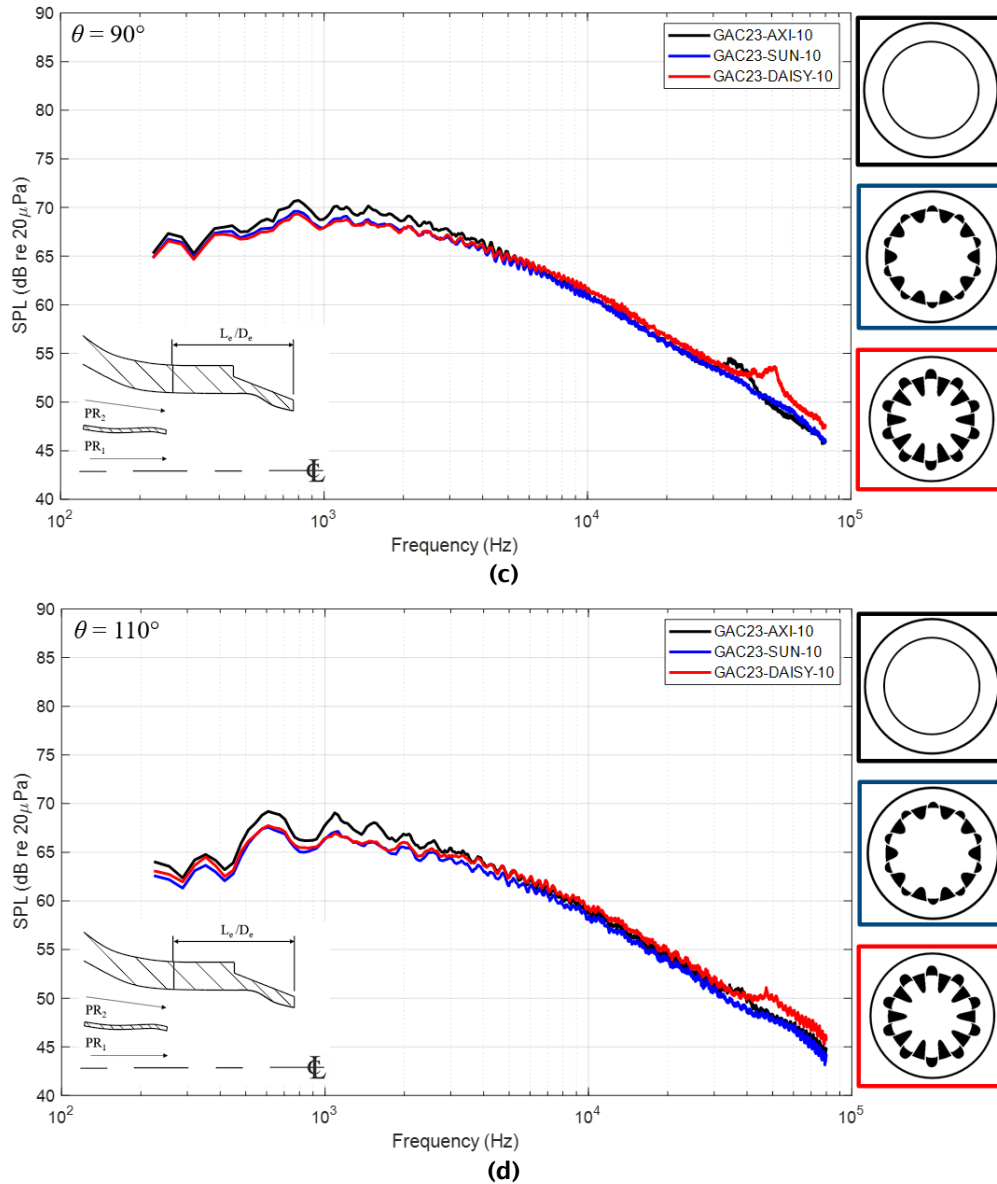 θ = 90°
GAC23-AXI-10
GAC23-SUN-10
GAC23-DAISY-10
90
85
80
75
70
65
60
55
50
45
40
SPL (dB re 20μPa)
Lₑ/Dₑ
PR₂
PR₁
℄
10² 10³ 10⁴ 10⁵
Frequency (Hz)
(c)
θ = 110°
GAC23-AXI-10
GAC23-SUN-10
GAC23-DAISY-10
90
85
80
75
70
65
60
55
50
45
40
SPL (dB re 20μPa)
Lₑ/Dₑ
PR₂
PR₁
℄
10² 10³ 10⁴ 10⁵
Frequency (Hz)
(d)